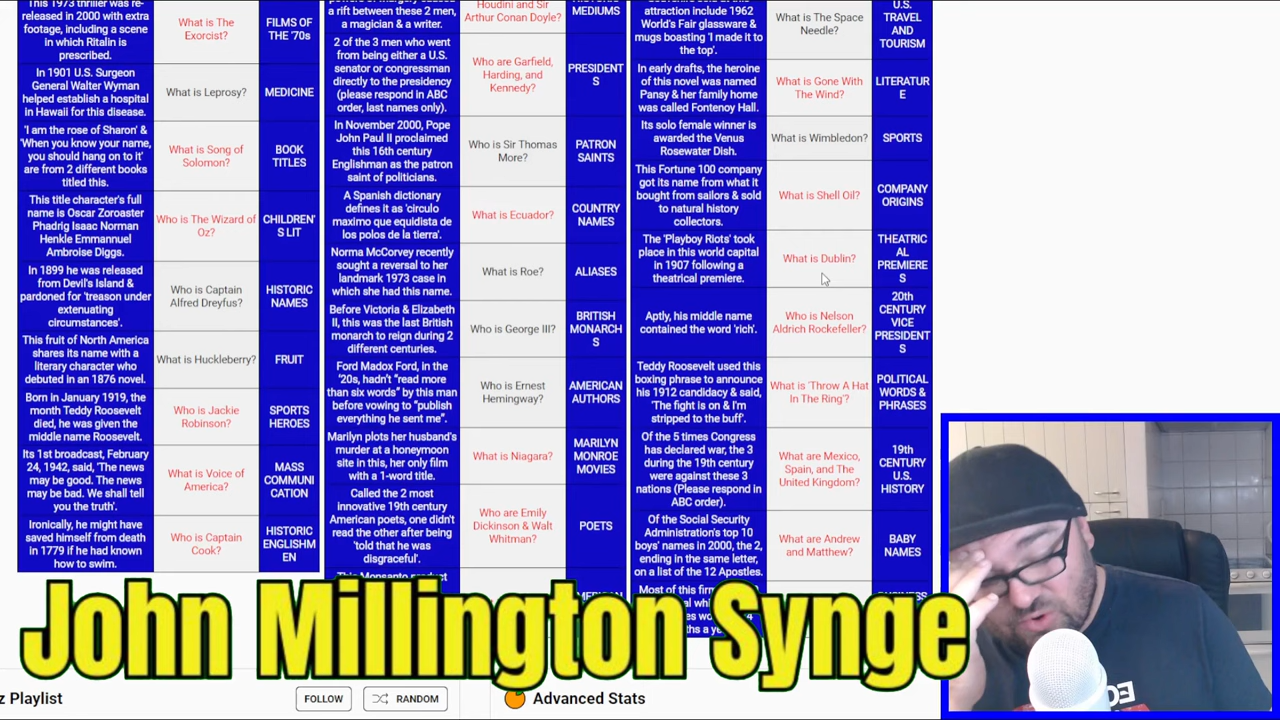 This 1973 thriller was re-
released in 2000 with extra
footage, including a scene
in which Ritalin is
prescribed.
What is The
Exorcist?
FILMS OF
THE '70s
In 1901 U.S. Surgeon
General Walter Wyman
helped establish a hospital
in Hawaii for this disease.
What is Leprosy?
MEDICINE
'I am the rose of Sharon' &
'When you know your name,
you should hang on to it'
are from 2 different books
titled this.
What is Song of
Solomon?
BOOK
TITLES
This title character's full
name is Oscar Zoroaster
Phadrig Isaac Norman
Henkle Emmannuel
Ambroise Diggs.
Who is The Wizard of
Oz?
CHILDREN'
S LIT
In 1899 he was released
from Devil's Island &
pardoned for 'treason under
extenuating
circumstances'.
Who is Captain
Alfred Dreyfus?
HISTORIC
NAMES
This fruit of North America
shares its name with a
literary character who
debuted in an 1876 novel.
What is Huckleberry?
FRUIT
Born in January 1919, the
month Teddy Roosevelt
died, he was given the
middle name Roosevelt.
Who is Jackie
Robinson?
SPORTS
HEROES
Its 1st broadcast, February
24, 1942, said, 'The news
may be good. The news
may be bad. We shall tell
you the truth'.
What is Voice of
America?
MASS
COMMUNI
CATION
Ironically, he might have
saved himself from death
in 1779 if he had known
how to swim.
Who is Captain
Cook?
HISTORIC
ENGLISHM
EN
a rift between these 2 men,
a magician & a writer.
Houdini and Sir
Arthur Conan Doyle?
MEDIUMS
2 of the 3 men who went
from being either a U.S.
senator or congressman
directly to the presidency
(please respond in ABC
order, last names only).
Who are Garfield,
Harding, and
Kennedy?
PRESIDENT
S
In November 2000, Pope
John Paul II proclaimed
this 16th century
Englishman as the patron
saint of politicians.
Who is Sir Thomas
More?
PATRON
SAINTS
A Spanish dictionary
defines it as 'circulo
maximo que equidista de
los polos de la tierra'.
What is Ecuador?
COUNTRY
NAMES
Norma McCorvey recently
sought a reversal to her
landmark 1973 case in
which she had this name.
What is Roe?
ALIASES
Before Victoria & Elizabeth
II, this was the last British
monarch to reign during 2
different centuries.
Who is George III?
BRITISH
MONARCH
S
Ford Madox Ford, in the
'20s, hadn't "read more
than six words" by this man
before vowing to "publish
everything he sent me".
Who is Ernest
Hemingway?
AMERICAN
AUTHORS
Marilyn plots her husband's
murder at a honeymoon
site in this, her only film
with a 1-word title.
What is Niagara?
MARILYN
MONROE
MOVIES
Called the 2 most
innovative 19th century
American poets, one didn't
read the other after being
'told that he was
disgraceful'.
Who are Emily
Dickinson & Walt
Whitman?
POETS
This Monsanto product
attraction include 1962
World's Fair glassware &
mugs boasting 'I made it to
the top'.
What is The Space
Needle?
U.S.
TRAVEL
AND
TOURISM
In early drafts, the heroine
of this novel was named
Pansy & her family home
was called Fontenoy Hall.
What is Gone With
The Wind?
LITERATUR
E
Its solo female winner is
awarded the Venus
Rosewater Dish.
What is Wimbledon?
SPORTS
This Fortune 100 company
got its name from what it
bought from sailors & sold
to natural history
collectors.
What is Shell Oil?
COMPANY
ORIGINS
The 'Playboy Riots' took
place in this world capital
in 1907 following a
theatrical premiere.
What is Dublin?
THEATRIC
AL
PREMIERE
S
Aptly, his middle name
contained the word 'rich'.
Who is Nelson
Aldrich Rockefeller?
20th
CENTURY
VICE
PRESIDENT
S
Teddy Roosevelt used this
boxing phrase to announce
his 1912 candidacy & said,
'The fight is on & I'm
stripped to the buff'.
What is 'Throw A Hat
In The Ring'?
POLITICAL
WORDS &
PHRASES
Of the 5 times Congress
has declared war, the 3
during the 19th century
were against these 3
nations (Please respond in
ABC order).
What are Mexico,
Spain, and The
United Kingdom?
19th
CENTURY
U.S.
HISTORY
Of the Social Security
Administration's top 10
boys' names in 2000, the 2,
ending in the same letter,
on a list of the 12 Apostles.
What are Andrew
and Matthew?
BABY
NAMES
Most of this firm
John Millington Synge
z Playlist
FOLLOW
RANDOM
Advanced Stats